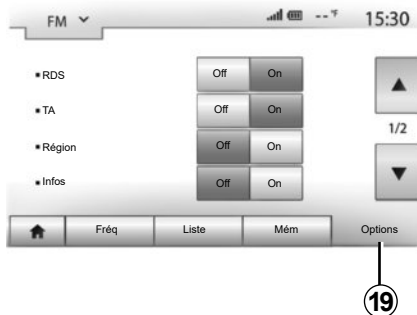 FM -- °F 15:30
RDS Off On
TA Off On
1/2
Région Off On
Infos Off On
Fréq Liste Mém Options
19